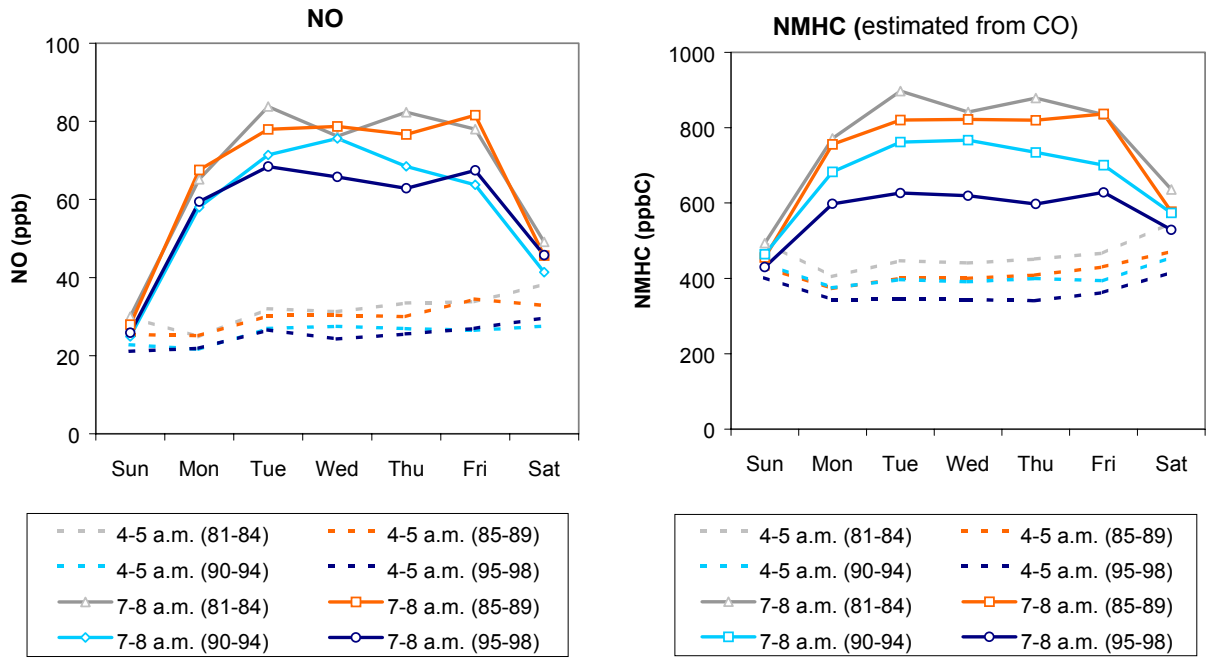 NO
100
80
60
40
20
0
NO (ppb)
Sun Mon Tue Wed Thu Fri Sat
4-5 a.m. (81-84) 4-5 a.m. (85-89)
4-5 a.m. (90-94) 4-5 a.m. (95-98)
7-8 a.m. (81-84) 7-8 a.m. (85-89)
7-8 a.m. (90-94) 7-8 a.m. (95-98)
NMHC (estimated from CO)
1000
800
600
400
200
0
NMHC (ppbC)
Sun Mon Tue Wed Thu Fri Sat
4-5 a.m. (81-84) 4-5 a.m. (85-89)
4-5 a.m. (90-94) 4-5 a.m. (95-98)
7-8 a.m. (81-84) 7-8 a.m. (85-89)
7-8 a.m. (90-94) 7-8 a.m. (95-98)